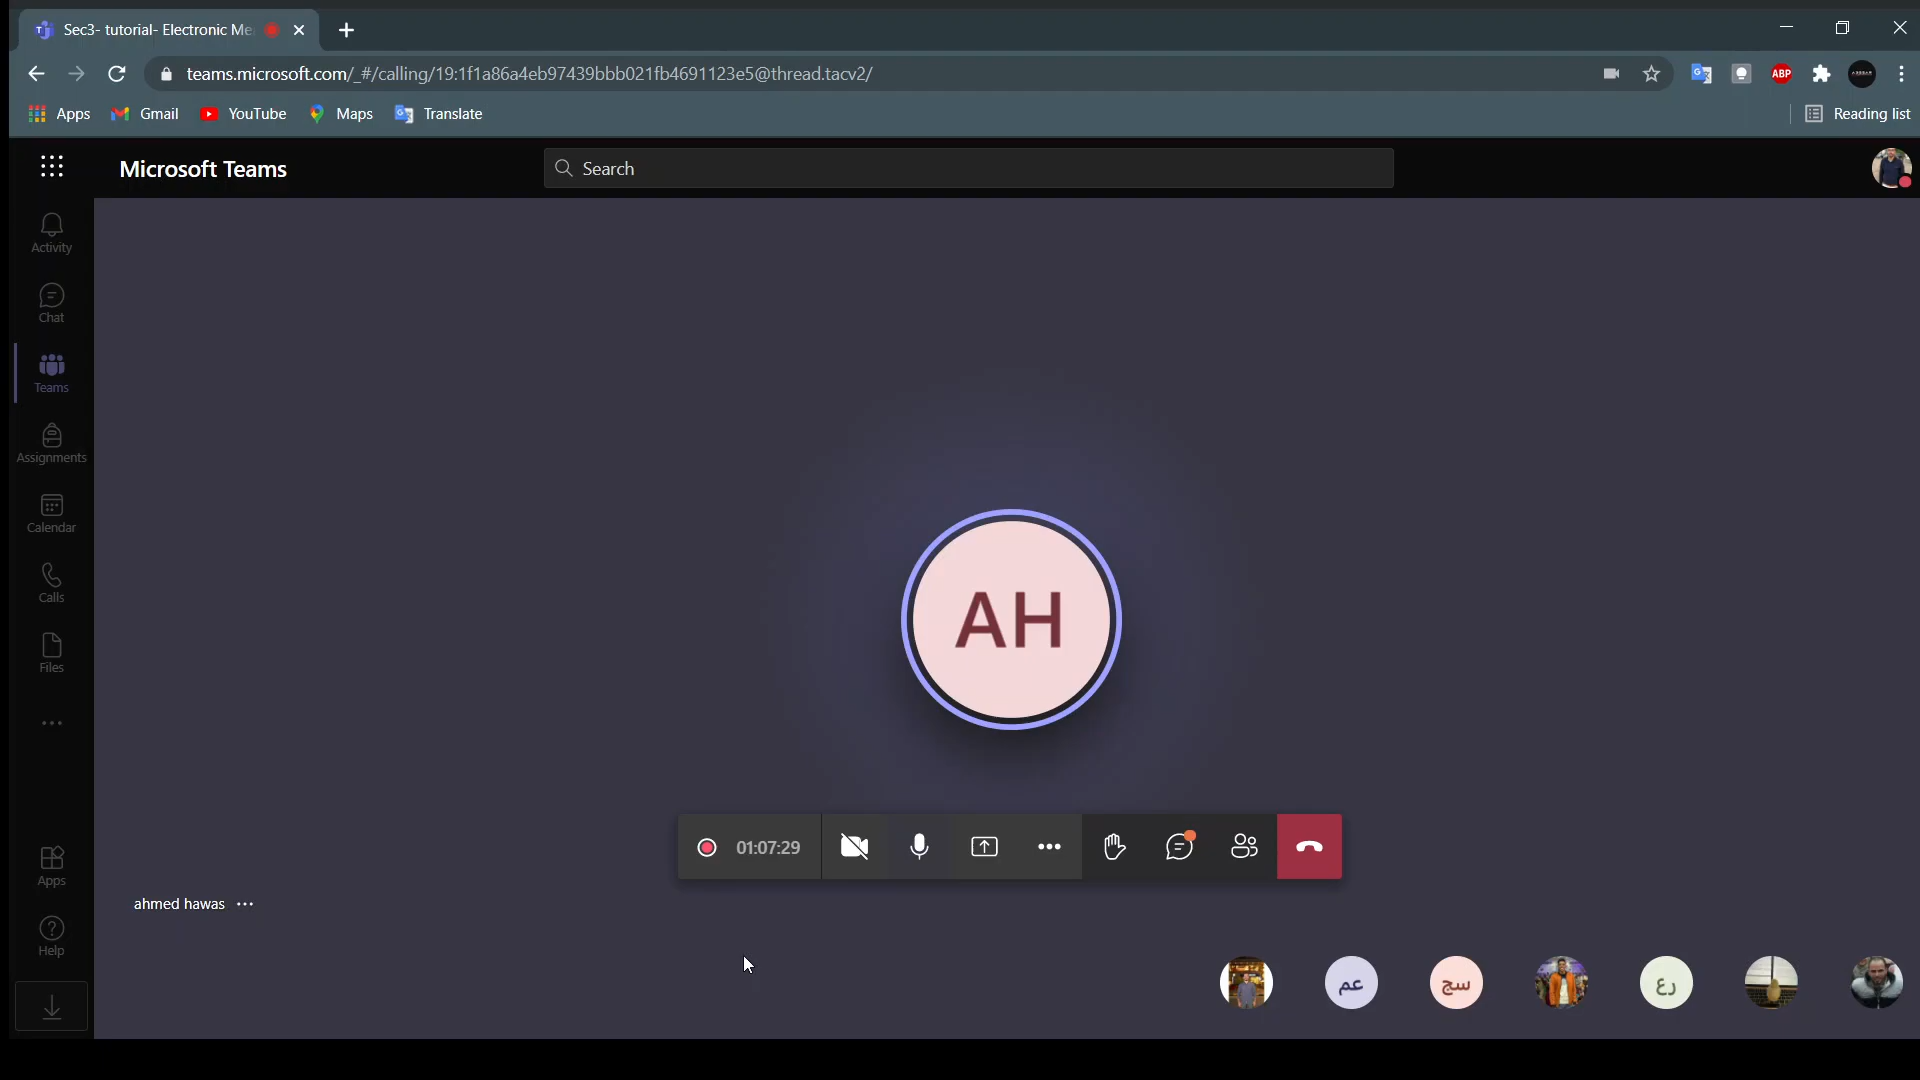 Sec3- tutorial- Electronic Me
teams.microsoft.com/_#/calling/19:1f1a86a4eb97439bbb021fb4691123e5@thread.tacv2/
ABP
Apps
Gmail
YouTube
Maps
Translate
Reading list
Microsoft Teams
Search
Activity
Chat
Teams
Assignments
Calendar
Calls
Files
AH
01:07:29
Apps
ahmed hawas
Help
عم
سج
رع